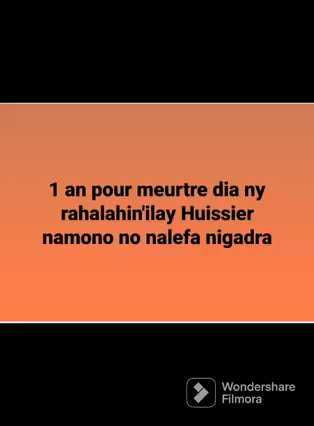 1 an pour meurtre dia ny
rahalahin'ilay Huissier
namono no nalefa nigadra
Wondershare
Filmora